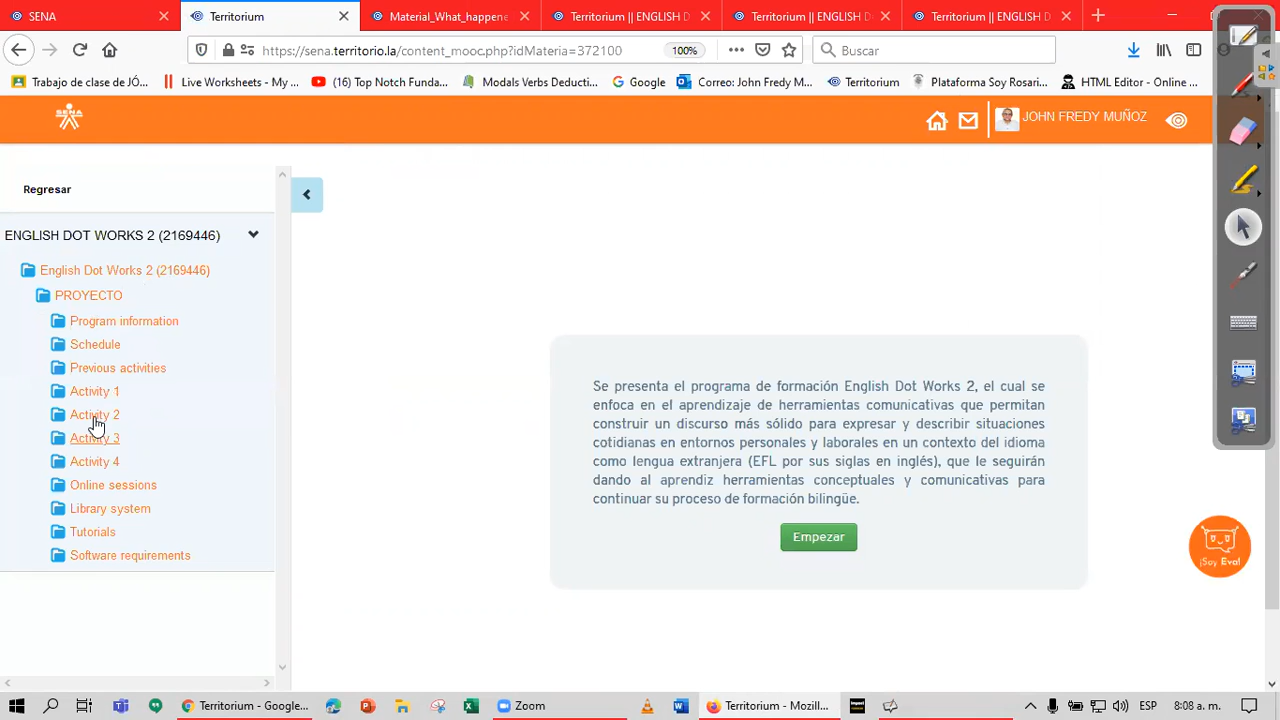 SENA
Territorium
Material_What_happene
Territorium || ENGLISH D
Territorium || ENGLISH D
Territorium || ENGLISH D
https://sena.territorio.la/content_mooc.php?idMateria=372100
100%
Buscar
Trabajo de clase de JÓ...
Live Worksheets - My ...
(16) Top Notch Funda...
Modals Verbs Deducti...
Google
Correo: John Fredy M...
Territorium
Plataforma Soy Rosari...
HTML Editor - Online ...
SENA
JOHN FREDY MUÑOZ
Regresar
ENGLISH DOT WORKS 2 (2169446)
English Dot Works 2 (2169446)
PROYECTO
Program information
Schedule
Previous activities
Activity 1
Activity 2
Activity 3
Activity 4
Online sessions
Library system
Tutorials
Software requirements
Se presenta el programa de formación English Dot Works 2, el cual se
enfoca en el aprendizaje de herramientas comunicativas que permitan
construir un discurso más sólido para expresar y describir situaciones
cotidianas en entornos personales y laborales en un contexto del idioma
como lengua extranjera (EFL por sus siglas en inglés), que le seguirán
dando al aprendiz herramientas conceptuales y comunicativas para
continuar su proceso de formación bilingüe.
Empezar
¡Soy Eva!
Territorium - Google...
Zoom
Territorium - Mozilla...
ESP
8:08 a. m.